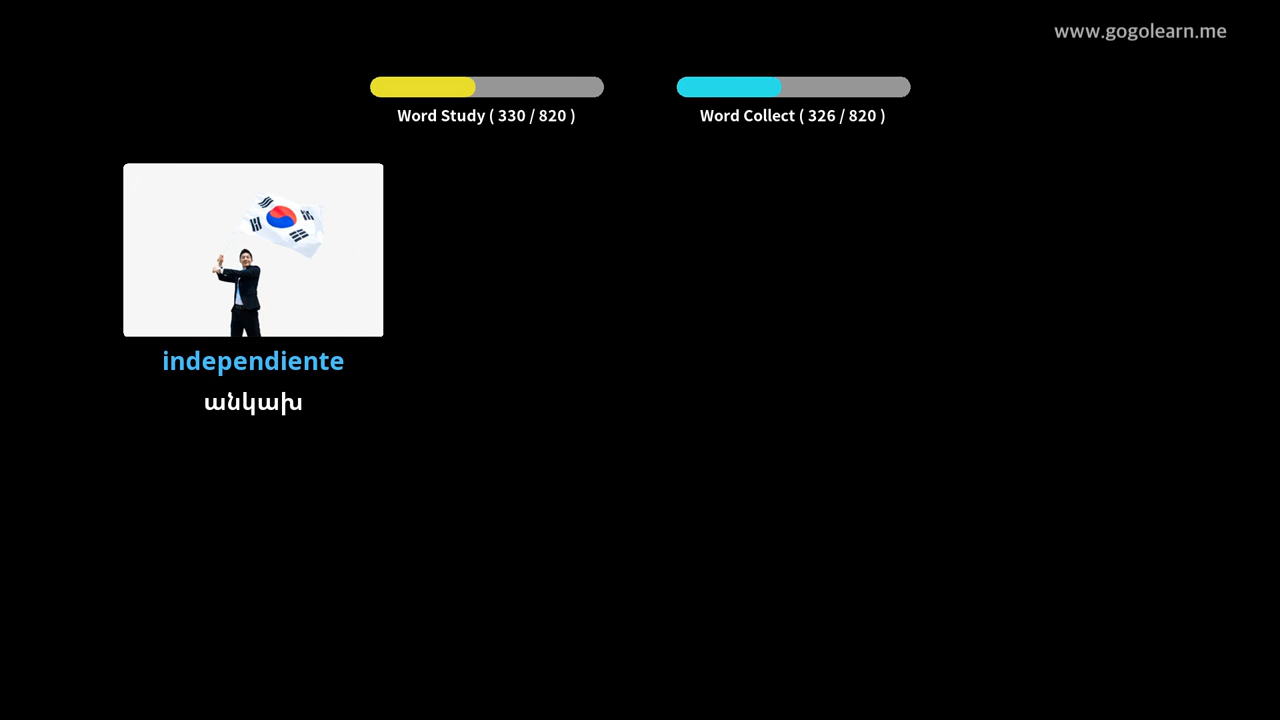 www.gogolearn.me
Word Study ( 330 / 820 )
Word Collect ( 326 / 820 )
independiente
անկախ